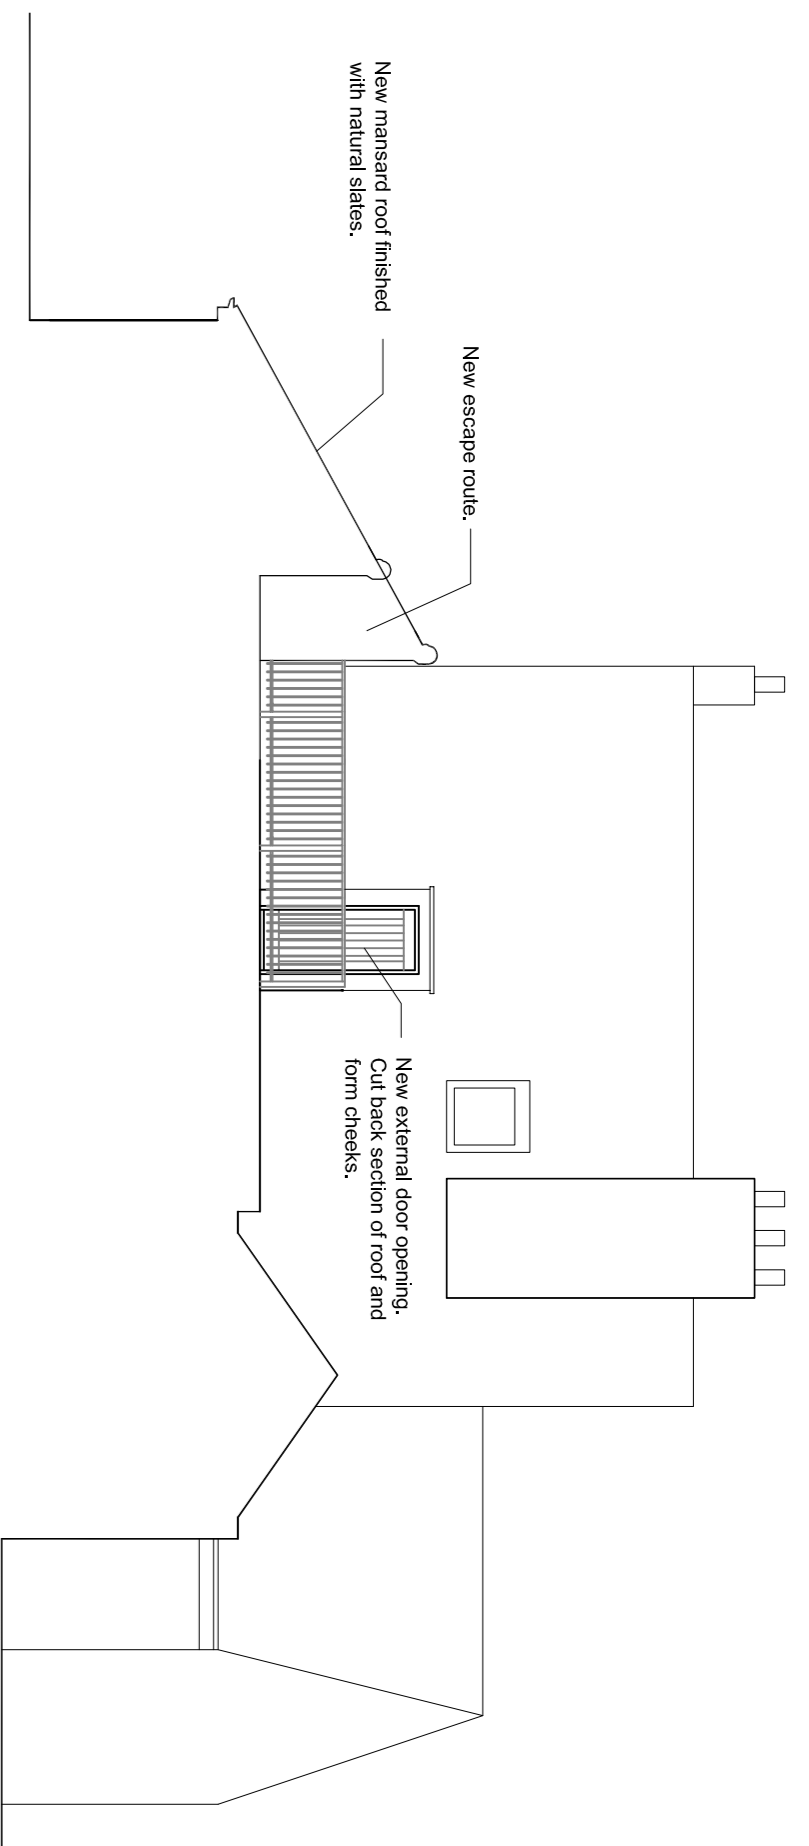 New mansard roof finished
with natural slates.
New escape route.
New external door opening.
Cut back section of roof and
form cheeks.